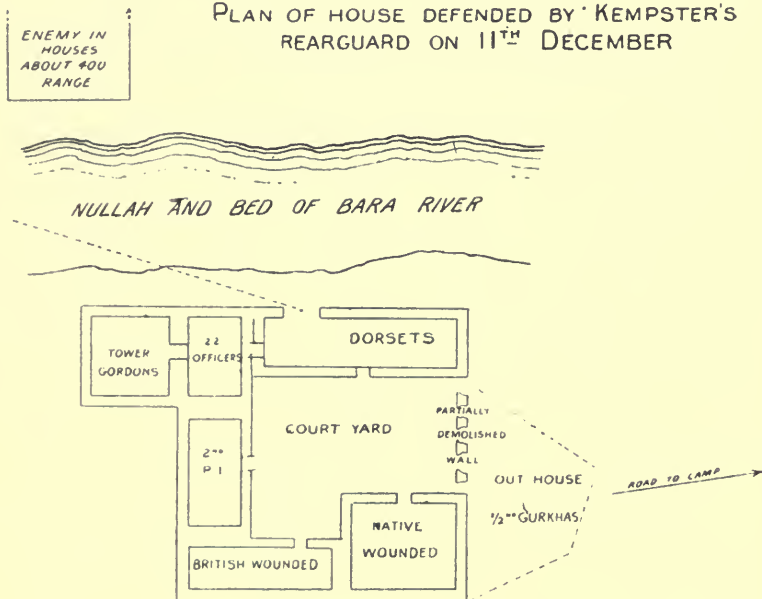 PLAN OF HOUSE DEFENDED BY KEMPSTER'S
REARGUARD ON 11TH DECEMBER
ENEMY IN
HOUSES
ABOUT 400
RANGE
NULLAH AND BED OF BARA RIVER
TOWER
GORDONS
22
OFFICERS
DORSETS
COURT YARD
PARTIALLY
DEMOLISHED
WALL
2ND
P I
OUT HOUSE
1/2ND GURKHAS
ROAD TO CAMP
NATIVE
WOUNDED
BRITISH WOUNDED